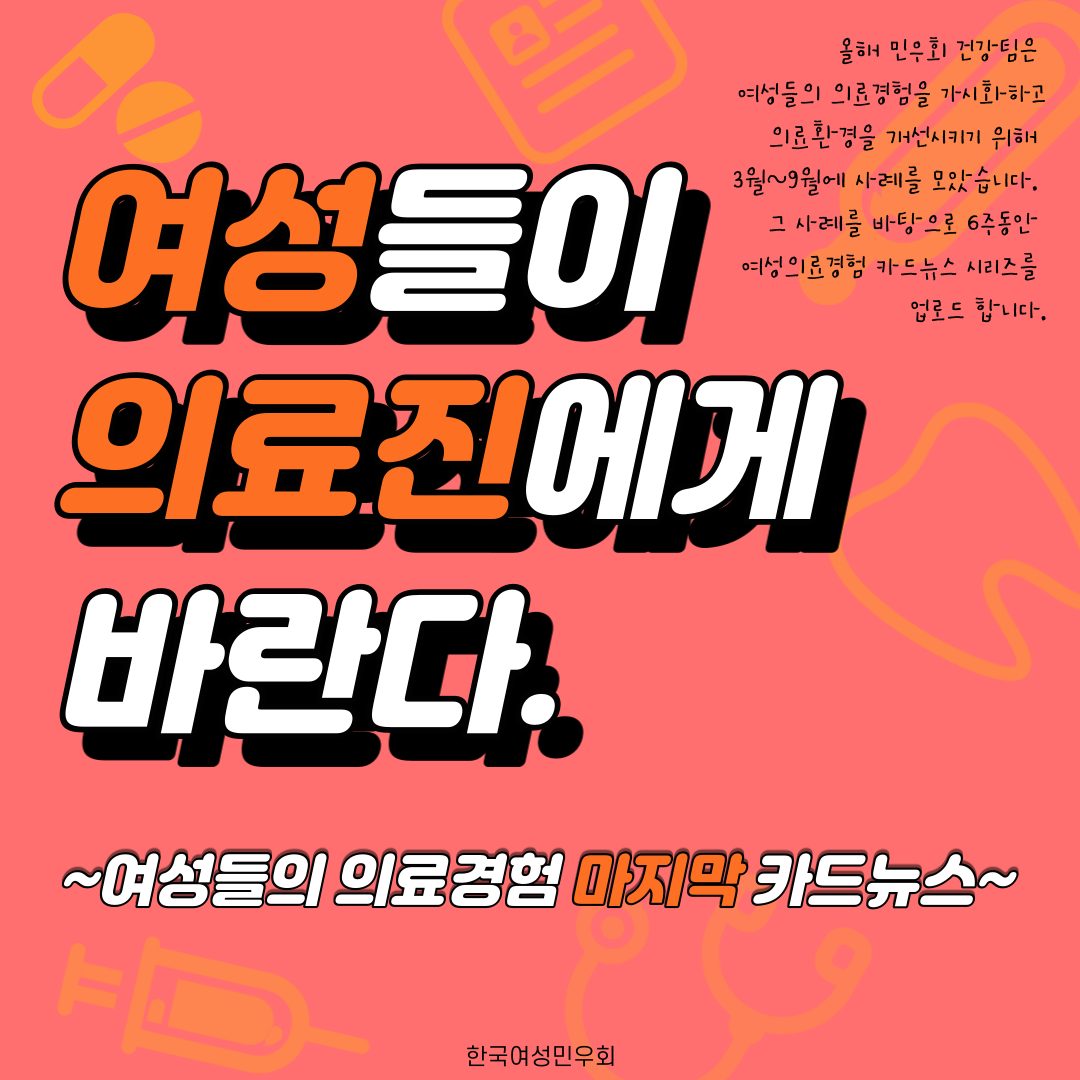 올해 민우회 건강팀은
여성들의 의료경험을 가시화하고
의료환경을 개선시키기 위해
3월~9월에 사례를 모았습니다.
그 사례를 바탕으로 6주동안
여성의료경험 카드뉴스 시리즈를
업로드 합니다.
여성들이
의료진에게
바란다.
~여성들의 의료경험 마지막 카드뉴스~
한국여성민우회